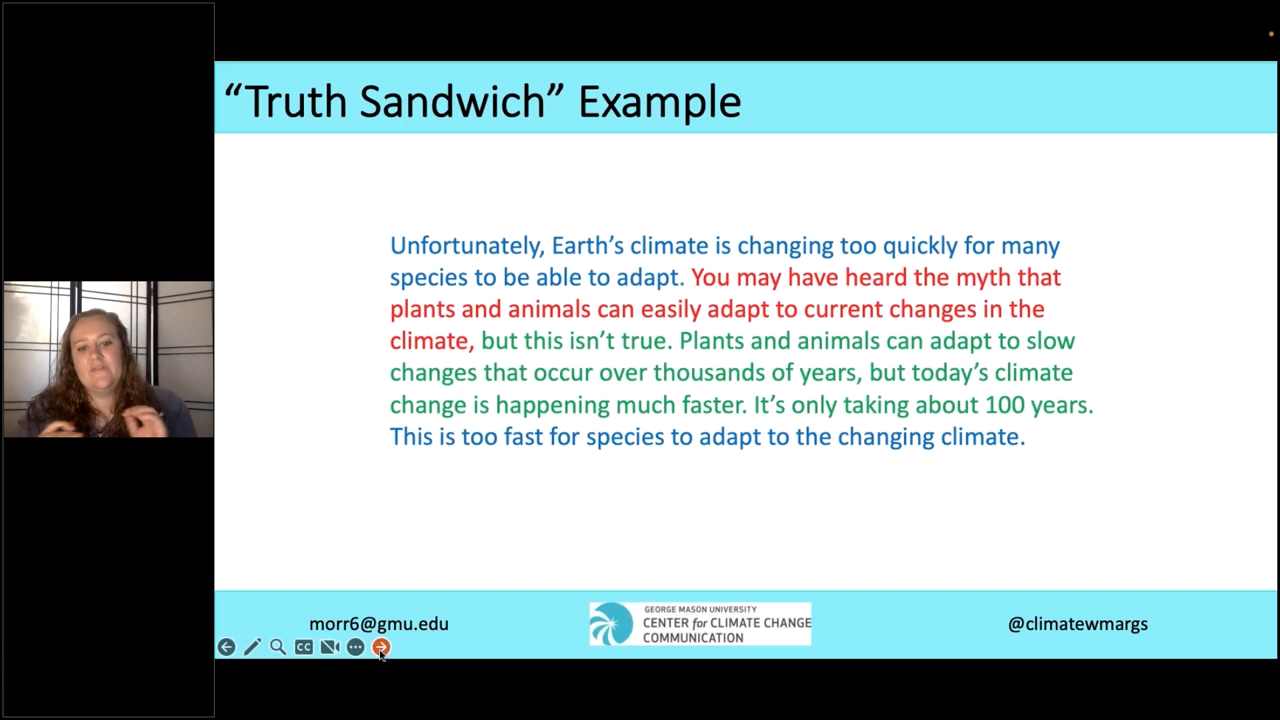 “Truth Sandwich” Example
Unfortunately, Earth’s climate is changing too quickly for many
species to be able to adapt. You may have heard the myth that
plants and animals can easily adapt to current changes in the
climate, but this isn’t true. Plants and animals can adapt to slow
changes that occur over thousands of years, but today’s climate
change is happening much faster. It’s only taking about 100 years.
This is too fast for species to adapt to the changing climate.
morr6@gmu.edu
GEORGE MASON UNIVERSITY
CENTER for CLIMATE CHANGE
COMMUNICATION
@climatewmargs
CC